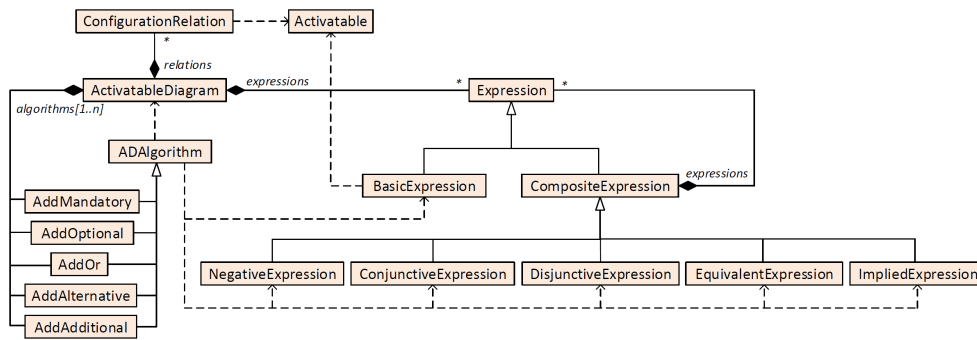 ConfigurationRelation
Activatable
*
relations
ActivatableDiagram
expressions
*
Expression
*
algorithms[1..n]
ADAlgorithm
BasicExpression
CompositeExpression
expressions
AddMandatory
AddOptional
AddOr
AddAlternative
AddAdditional
NegativeExpression
ConjunctiveExpression
DisjunctiveExpression
EquivalentExpression
ImpliedExpression